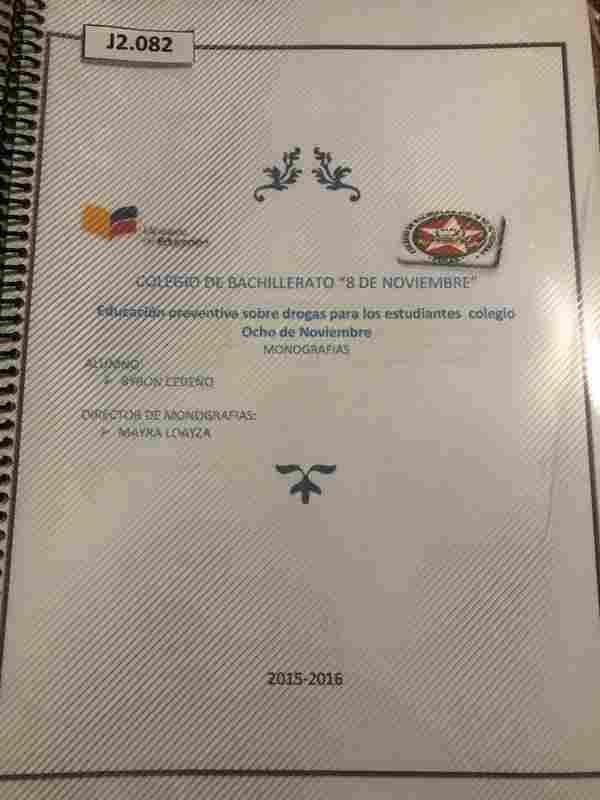 J2.082
Ministerio
de Educación
COLEGIO DE BACHILLERATO "8 DE NOVIEMBRE"
Educación preventiva sobre drogas para los estudiantes colegio
Ocho de Noviembre
MONOGRAFIAS
ALUMNO:
BYRON CEDEÑO
DIRECTOR DE MONOGRAFIAS:
MAYRA LOAYZA
2015-2016